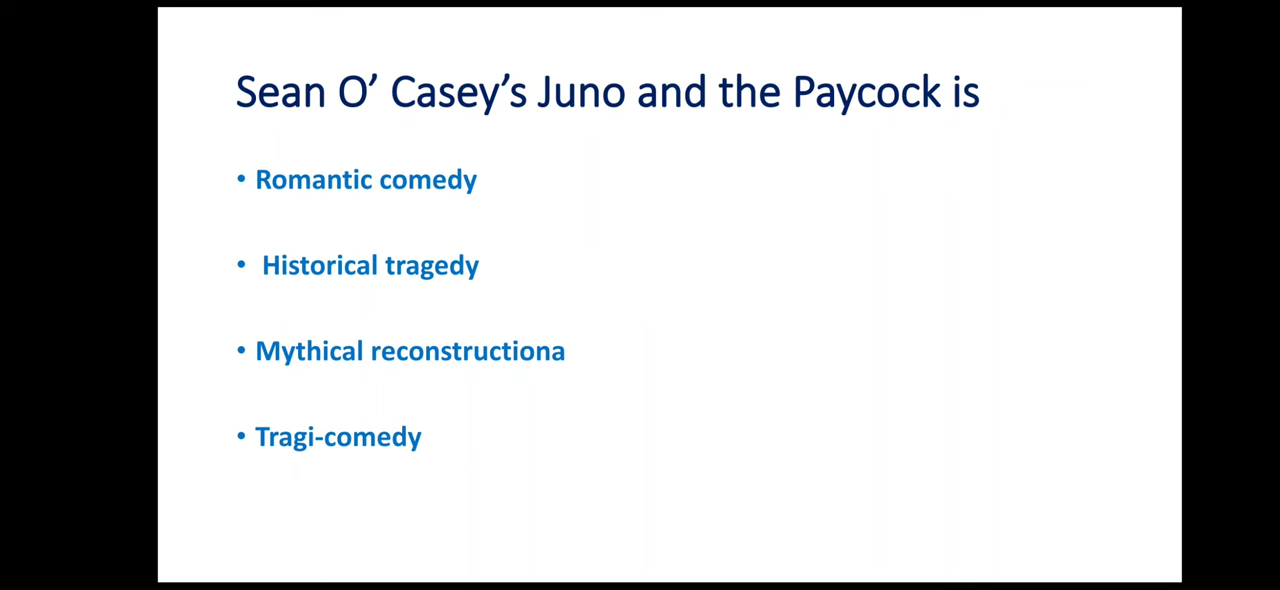 Sean O’ Casey’s Juno and the Paycock is
• Romantic comedy
• Historical tragedy
• Mythical reconstructiona
• Tragi-comedy